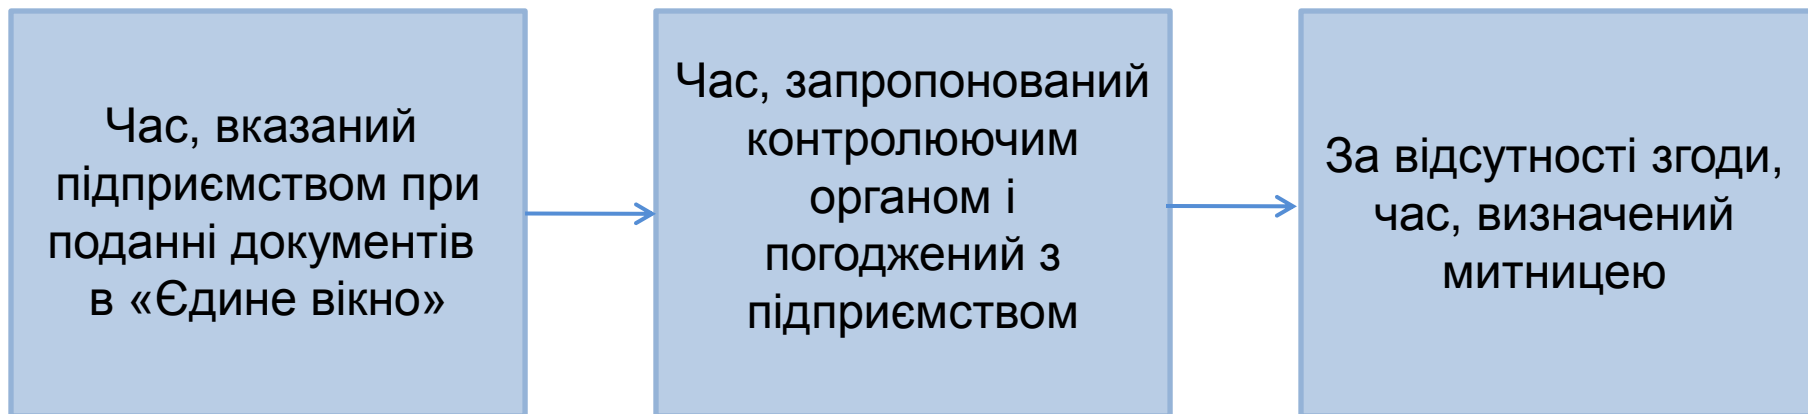 Час, вказаний
підприємством при
поданні документів
в «Єдине вікно»
Час, запропонований
контролюючим
органом і
погоджений з
підприємством
За відсутності згоди,
час, визначений
митницею